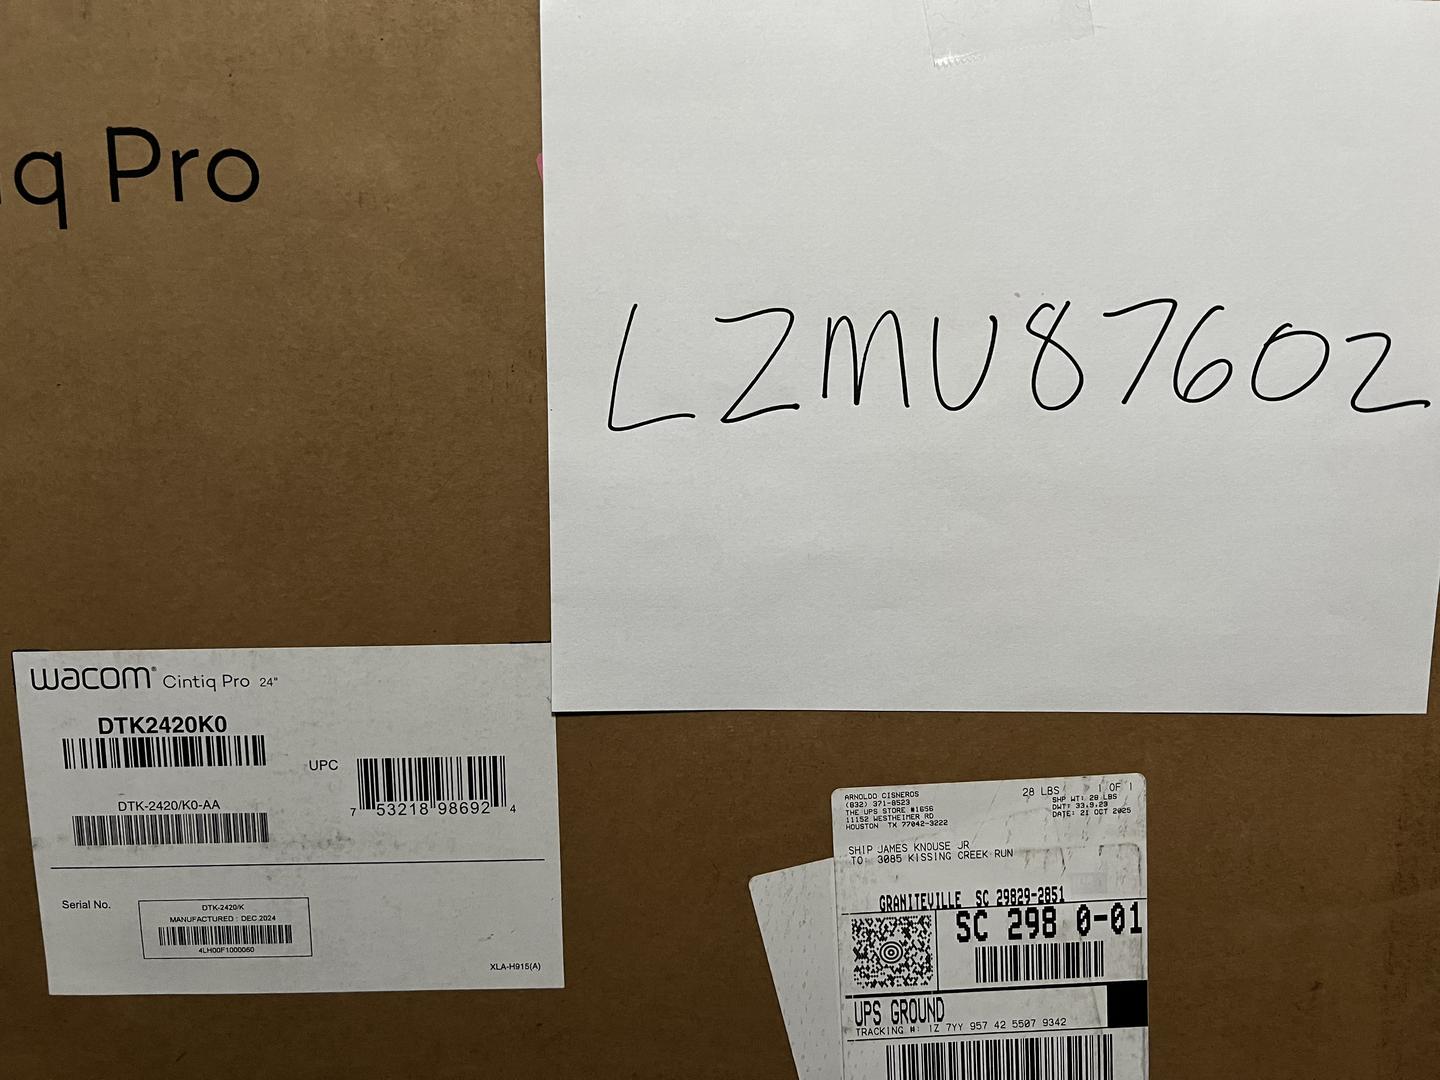 q Pro
LZMU87602
wacom® Cintiq Pro 24"
DTK2420K0
UPC
7 53218 98692 4
DTK-2420/K0-AA
Serial No.
DTK-2420/K
MANUFACTURED : DEC.2024
4LH00F1000060
XLA-H915(A)
ARNOLDO CISNEROS
(832) 371-8523
THE UPS STORE #1656
11152 WESTHEIMER RD
HOUSTON TX 77042-3222
28 LBS 1 OF 1
SHP WT: 28 LBS
DWT: 33,9,29
DATE: 21 OCT 2025
SHIP JAMES KNOUSE JR
TO: 3085 KISSING CREEK RUN
GRANITEVILLE SC 29829-2851
SC 298 0-01
UPS GROUND
TRACKING #: 1Z 7YY 957 42 5507 9342